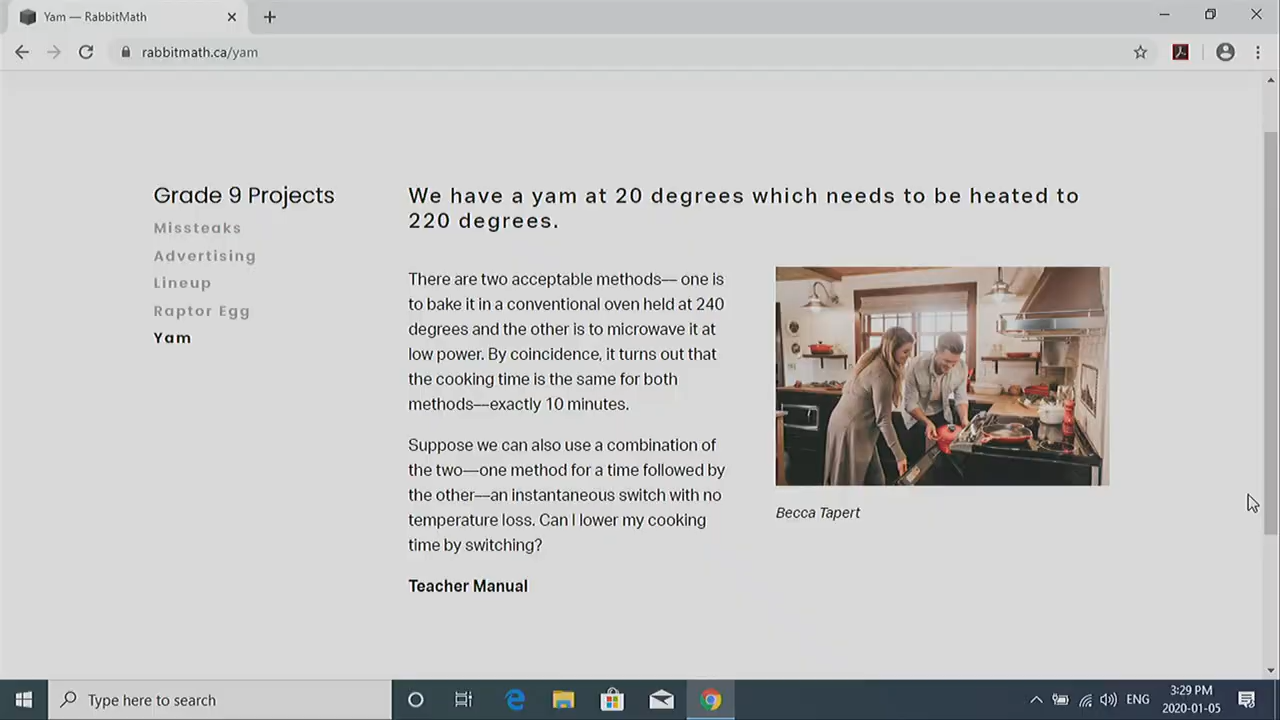 Yam — RabbitMath
rabbitmath.ca/yam
Grade 9 Projects
Missteaks
Advertising
Lineup
Raptor Egg
Yam
We have a yam at 20 degrees which needs to be heated to
220 degrees.
There are two acceptable methods— one is
to bake it in a conventional oven held at 240
degrees and the other is to microwave it at
low power. By coincidence, it turns out that
the cooking time is the same for both
methods—exactly 10 minutes.
Suppose we can also use a combination of
the two—one method for a time followed by
the other—an instantaneous switch with no
temperature loss. Can I lower my cooking
time by switching?
Teacher Manual
Becca Tapert
Type here to search
ENG
3:29 PM
2020-01-05